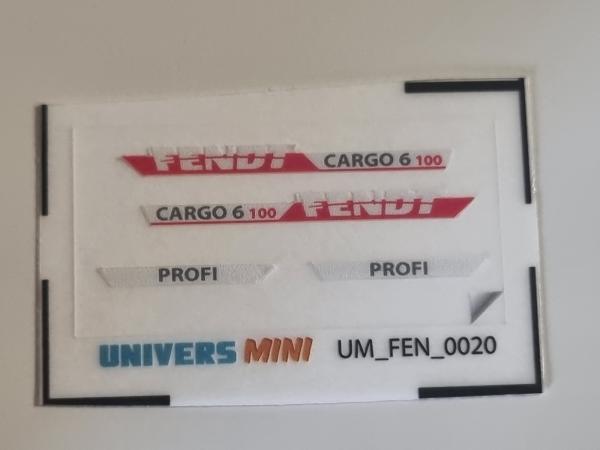 FENDT CARGO 6 100
CARGO 6 100 FENDT
PROFI PROFI
UNIVERS MINI UM_FEN_0020